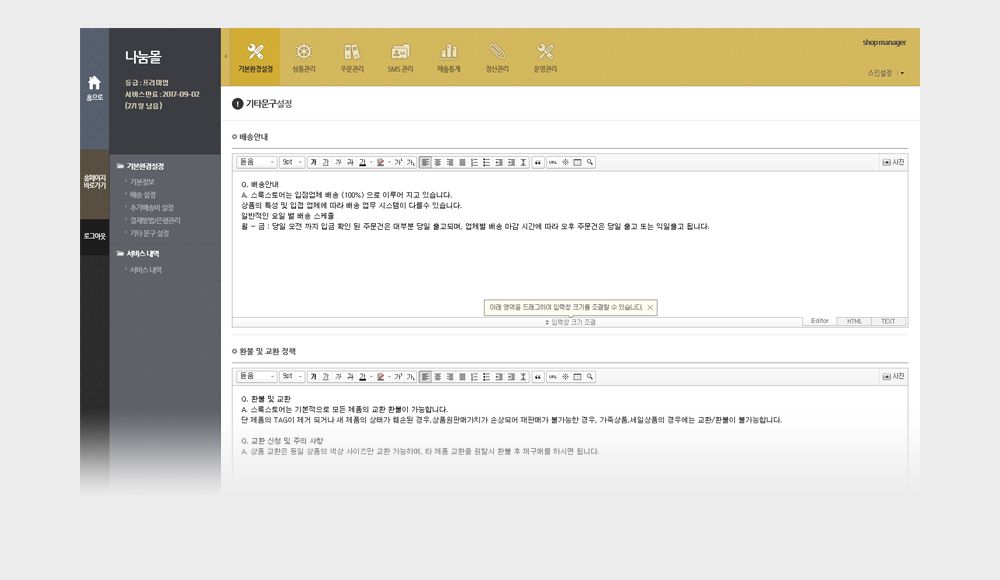 홈으로
홈페이지
바로가기
로그아웃
나눔몰
등급 : 프리미엄
서비스만료 : 2017-09-02
(271일 남음)
기본환경설정
기본정보
배송 설정
추가배송비 설정
결제방법/은행관리
기타 문구 설정
서비스 내역
서비스 내역
기본환경설정
상품관리
주문관리
SMS 관리
매출통계
정산관리
운영관리
shop manager
스킨설정
기타문구설정
배송안내
돋움 9pt 가 가 가 가 가 가 가 URL 사진
Q. 배송안내
A. 스룩스토어는 입점업체 배송 (100%) 으로 이루어 지고 있습니다.
상품의 특성 및 입점 업체에 따라 배송 업무 시스템이 다를수 있습니다.
일반적인 요일 별 배송 스케줄
월 ~ 금 : 당일 오전 까지 입금 확인 된 주문건은 대부분 당일 출고되며, 업체별 배송 마감 시간에 따라 오후 주문건은 당일 출고 또는 익일출고 됩니다.
아래 영역을 드래그하여 입력창 크기를 조절할 수 있습니다.
입력창 크기 조절
Editor HTML TEXT
환불 및 교환 정책
돋움 9pt 가 가 가 가 가 가 가 URL 사진
Q. 환불 및 교환
A. 스룩스토어는 기본적으로 모든 제품의 교환 환불이 가능합니다.
단 제품의 TAG이 제거 되거나 새 제품의 상태가 훼손된 경우,상품원판매가치가 손상되어 재판매가 불가능한 경우, 가죽상품,세일상품의 경우에는 교환/환불이 불가능합니다.
Q. 교환 신청 및 주의 사항
A. 상품 교환은 동일 상품의 색상 사이즈만 교환 가능하며, 타 제품 교환을 원할시 환불 후 재구매를 하시면 됩니다.